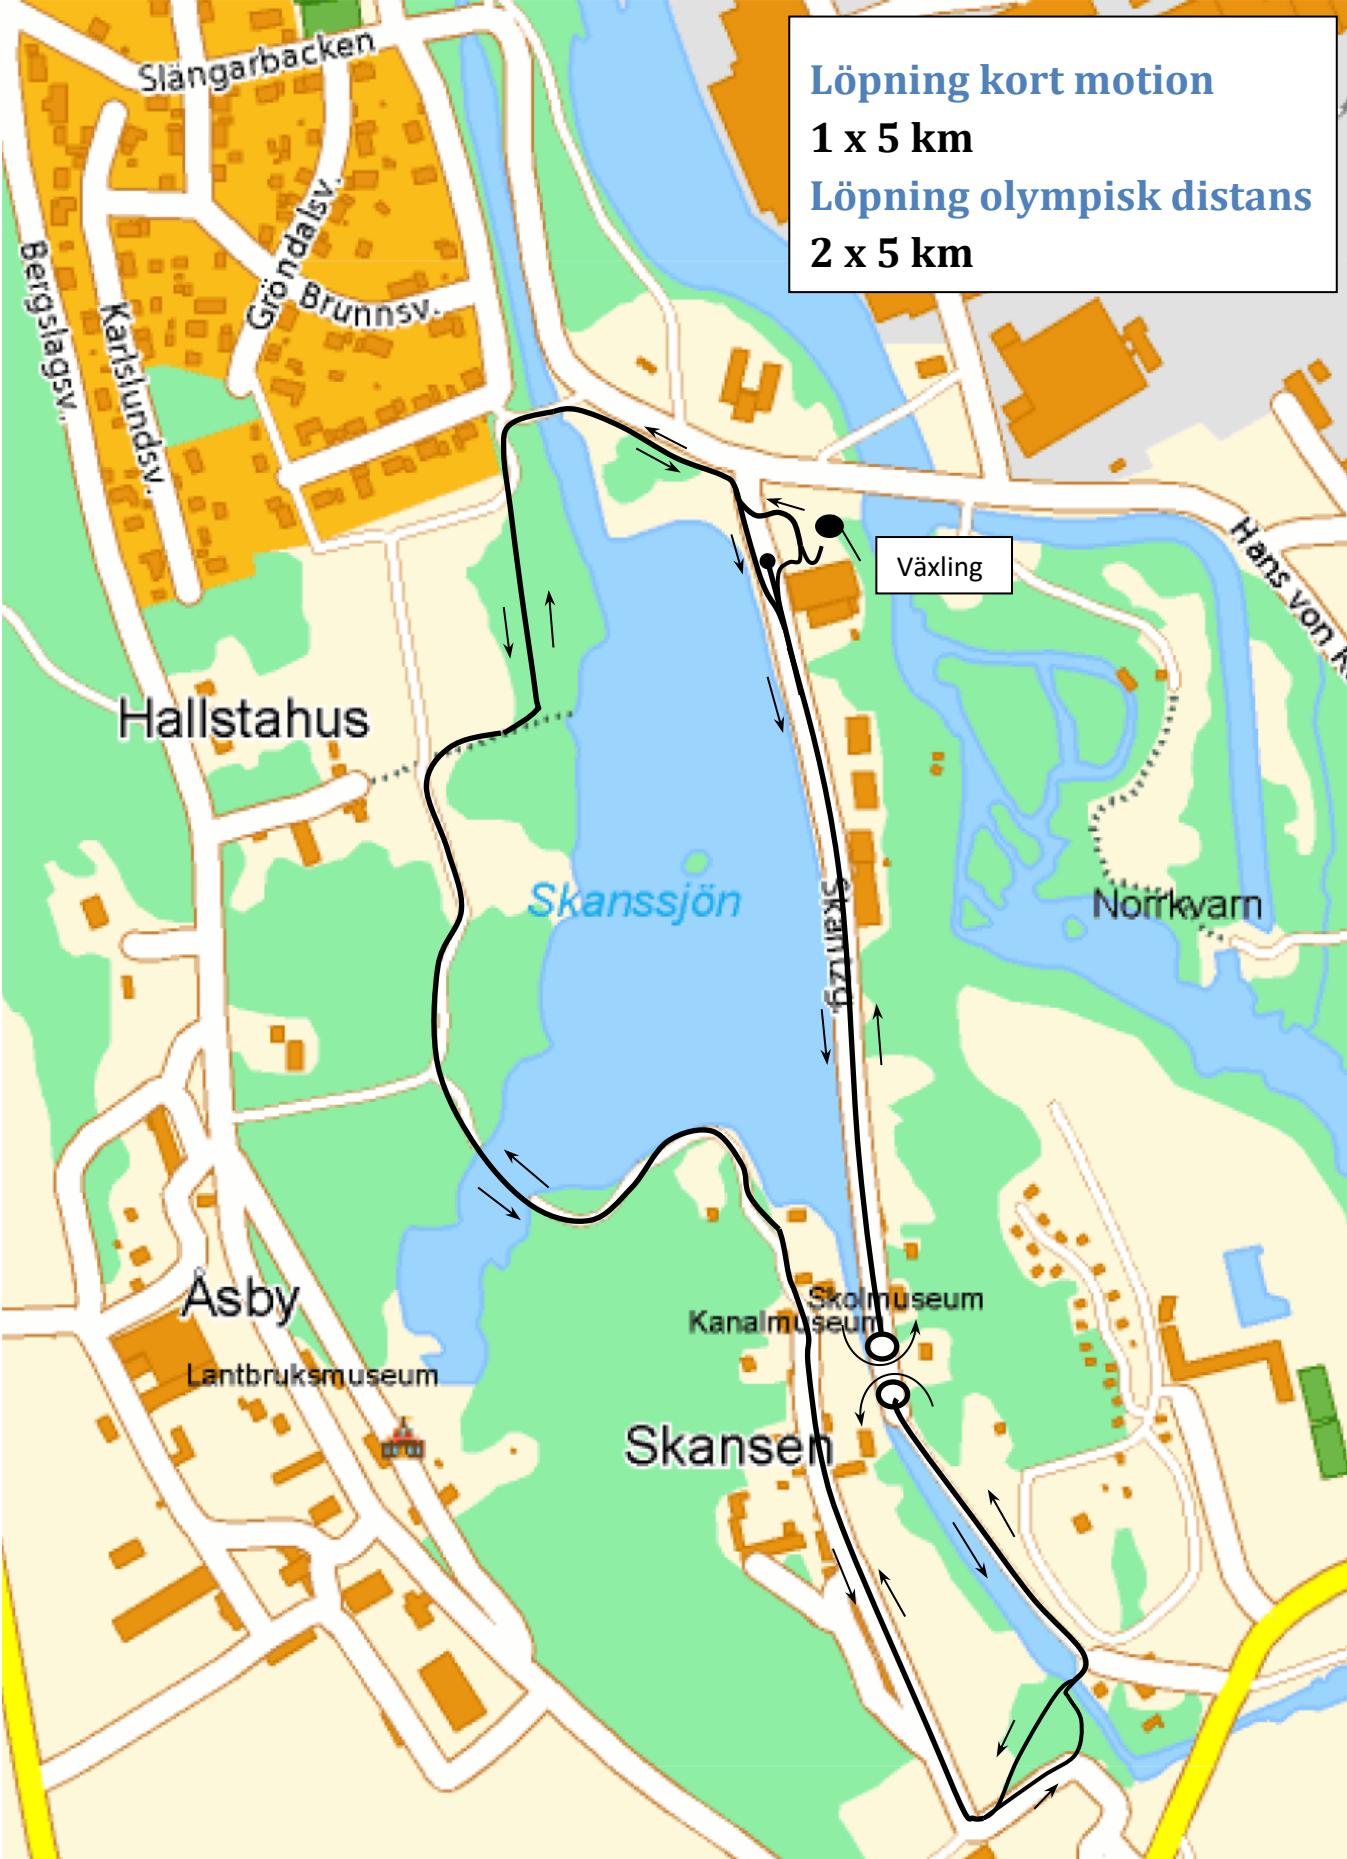 Löpning kort motion
1 x 5 km
Löpning olympisk distans
2 x 5 km
Slängarbacken
Gröndalsv.
Bergslagsv.
Karlslundsv.
Brunnsv.
Växling
Hans von K
Hallstahus
Skanssjön
Skantzg.
Norrkvarn
Åsby
Skolmuseum
Kanalmuseum
Lantbruksmuseum
Skansen